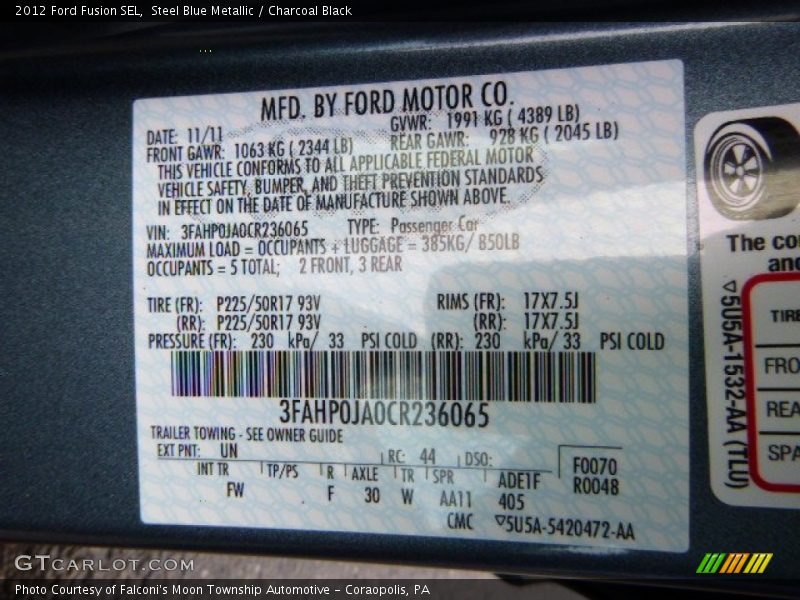 2012 Ford Fusion SEL, Steel Blue Metallic / Charcoal Black
MFD. BY FORD MOTOR CO.
DATE: 11/11 GVWR: 1991 KG ( 4389 LB)
FRONT GAWR: 1063 KG ( 2344 LB) REAR GAWR: 928 KG ( 2045 LB)
THIS VEHICLE CONFORMS TO ALL APPLICABLE FEDERAL MOTOR
VEHICLE SAFETY, BUMPER, AND THEFT PREVENTION STANDARDS
IN EFFECT ON THE DATE OF MANUFACTURE SHOWN ABOVE.
VIN: 3FAHP0JA0CR236065 TYPE: Passenger Car
MAXIMUM LOAD = OCCUPANTS + LUGGAGE = 385KG/ 850LB
OCCUPANTS = 5 TOTAL; 2 FRONT, 3 REAR
TIRE (FR): P225/50R17 93V RIMS (FR): 17X7.5J
(RR): P225/50R17 93V (RR): 17X7.5J
PRESSURE (FR): 230 kPa/ 33 PSI COLD (RR): 230 kPa/ 33 PSI COLD
3FAHP0JA0CR236065
TRAILER TOWING - SEE OWNER GUIDE
EXT PNT: UN RC: 44 DSO:
INT TR TP/PS R AXLE TR SPR ADE1F F0070
FW F 30 W AA11 405 R0048
CMC ▽5U5A-5420472-AA
The co
and
TIRE
FRO
REA
SPA
▽5U5A-1532-AA (TLU)
GTCARLOT.COM
Photo Courtesy of Falconi's Moon Township Automotive - Coraopolis, PA